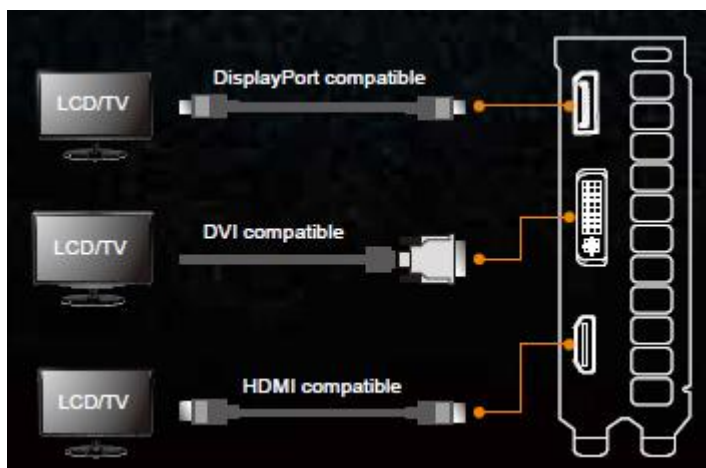 DisplayPort compatible
LCD/TV
DVI compatible
LCD/TV
HDMI compatible
LCD/TV